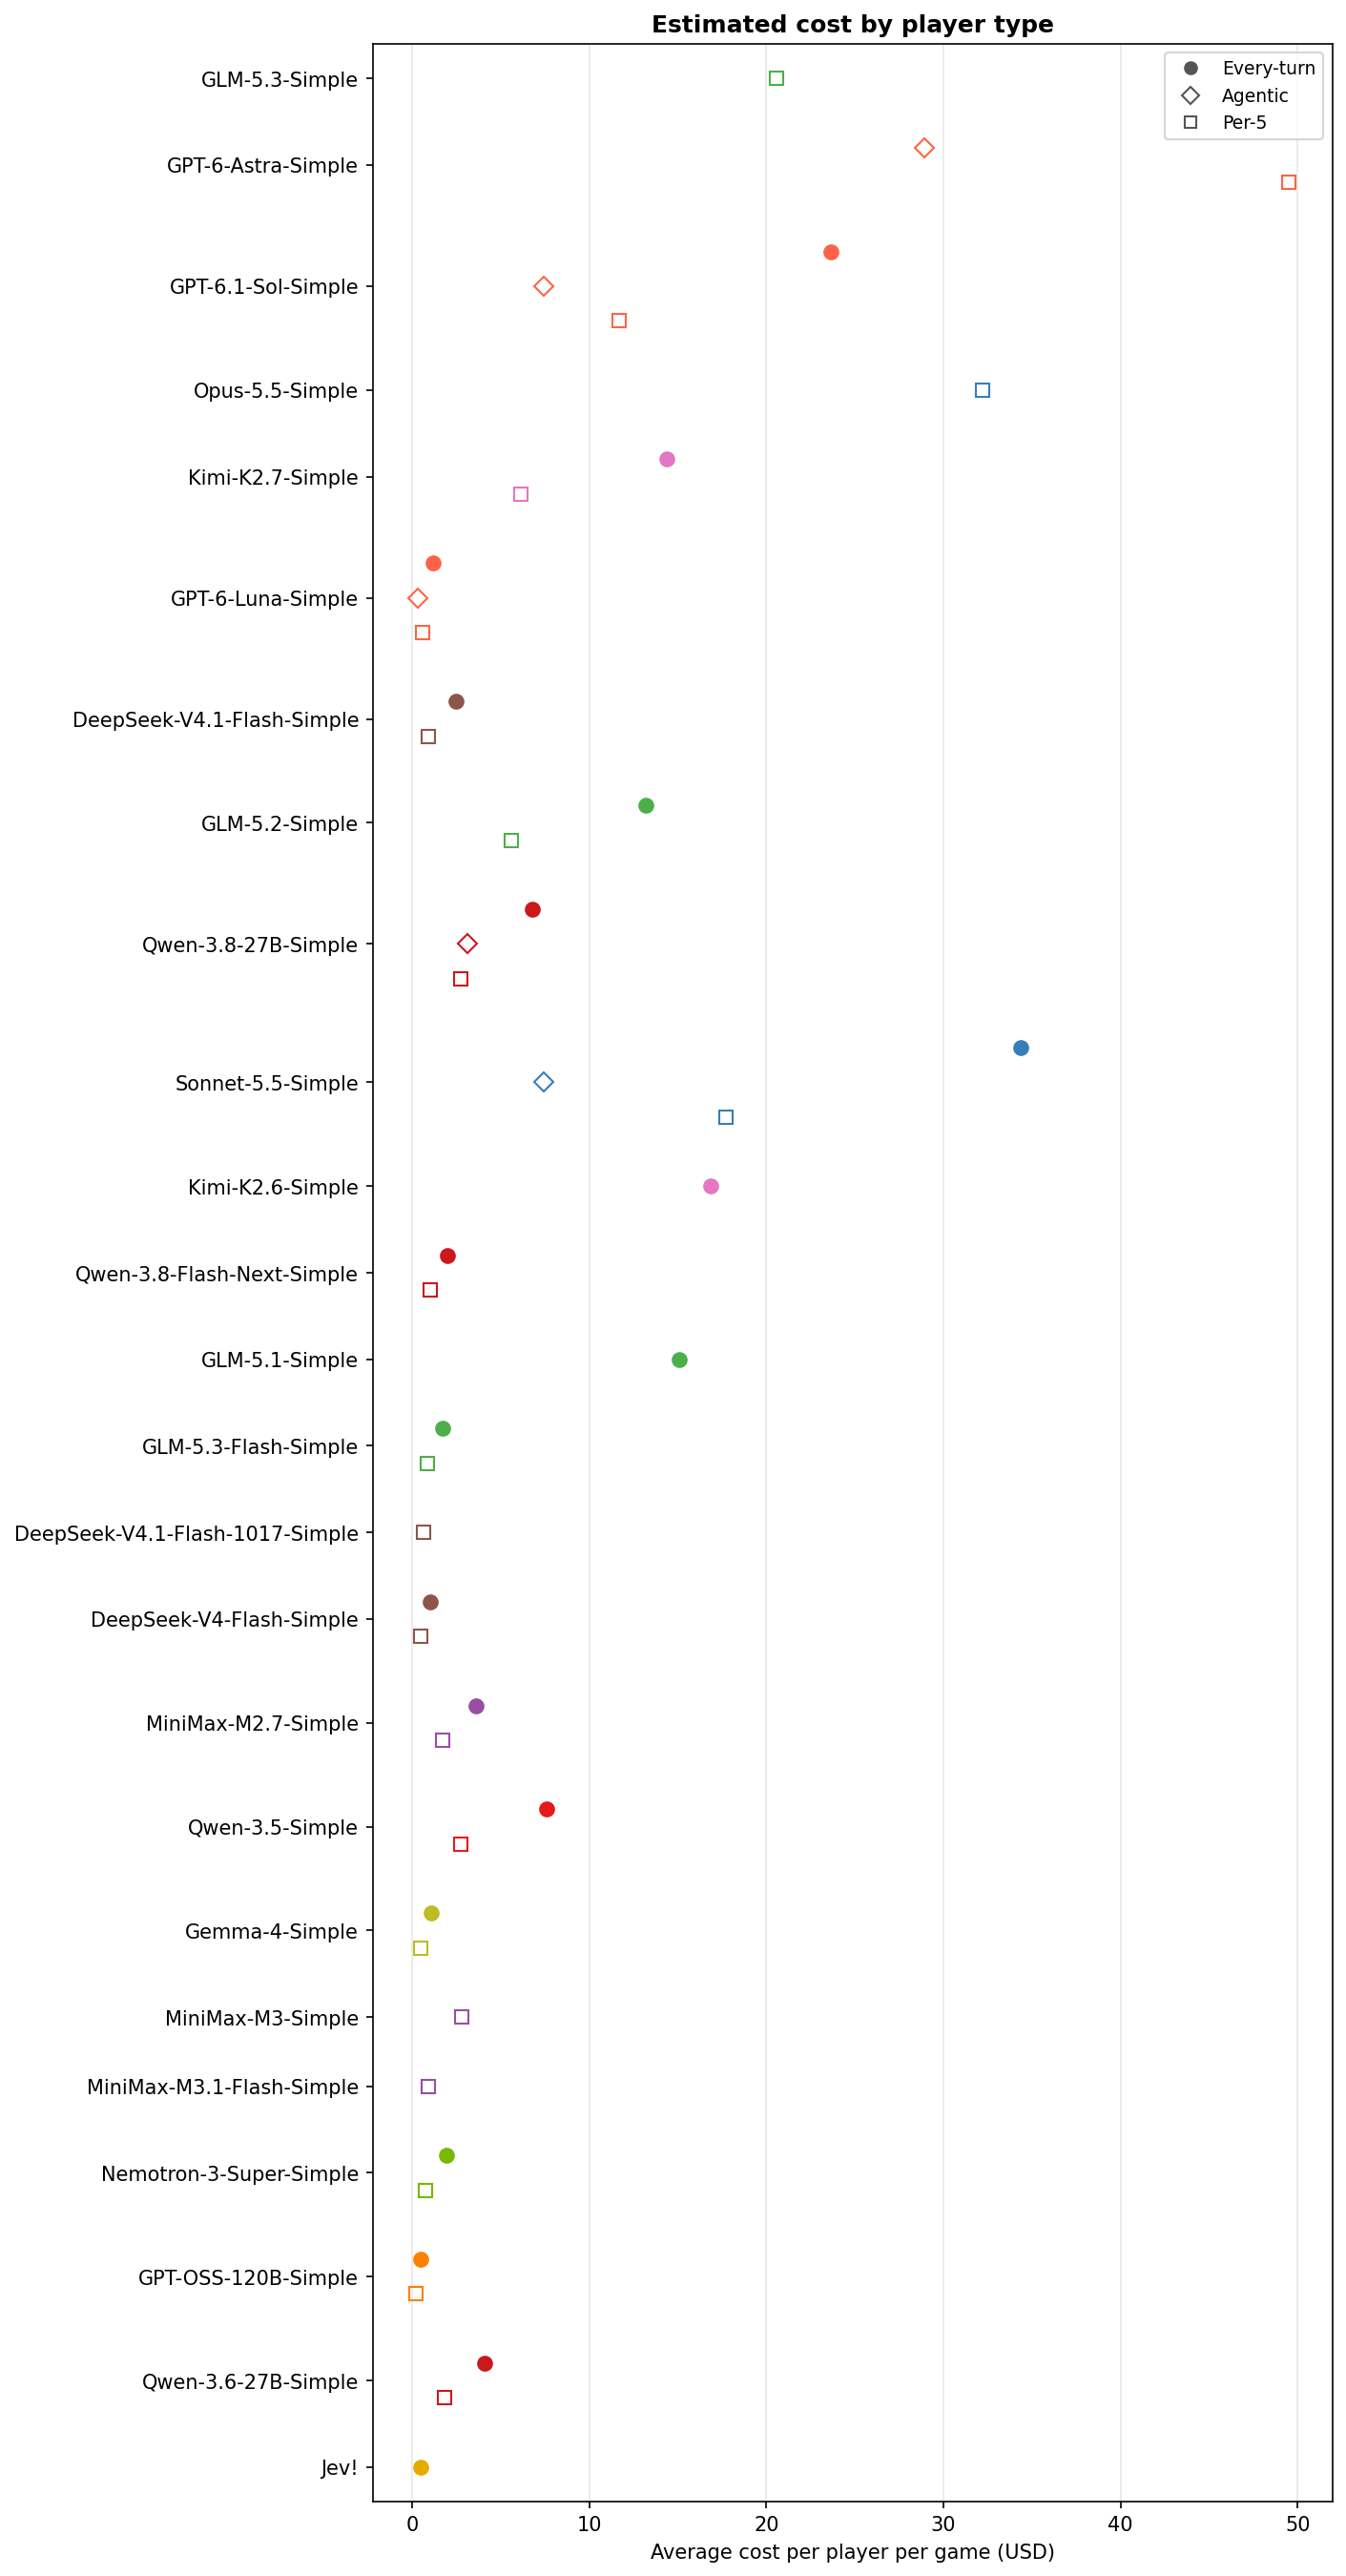 Estimated cost by player type
Every-turn
Agentic
Per-5
GLM-5.3-Simple
GPT-6-Astra-Simple
GPT-6.1-Sol-Simple
Opus-5.5-Simple
Kimi-K2.7-Simple
GPT-6-Luna-Simple
DeepSeek-V4.1-Flash-Simple
GLM-5.2-Simple
Qwen-3.8-27B-Simple
Sonnet-5.5-Simple
Kimi-K2.6-Simple
Qwen-3.8-Flash-Next-Simple
GLM-5.1-Simple
GLM-5.3-Flash-Simple
DeepSeek-V4.1-Flash-1017-Simple
DeepSeek-V4-Flash-Simple
MiniMax-M2.7-Simple
Qwen-3.5-Simple
Gemma-4-Simple
MiniMax-M3-Simple
MiniMax-M3.1-Flash-Simple
Nemotron-3-Super-Simple
GPT-OSS-120B-Simple
Qwen-3.6-27B-Simple
Jev!
0 10 20 30 40 50
Average cost per player per game (USD)